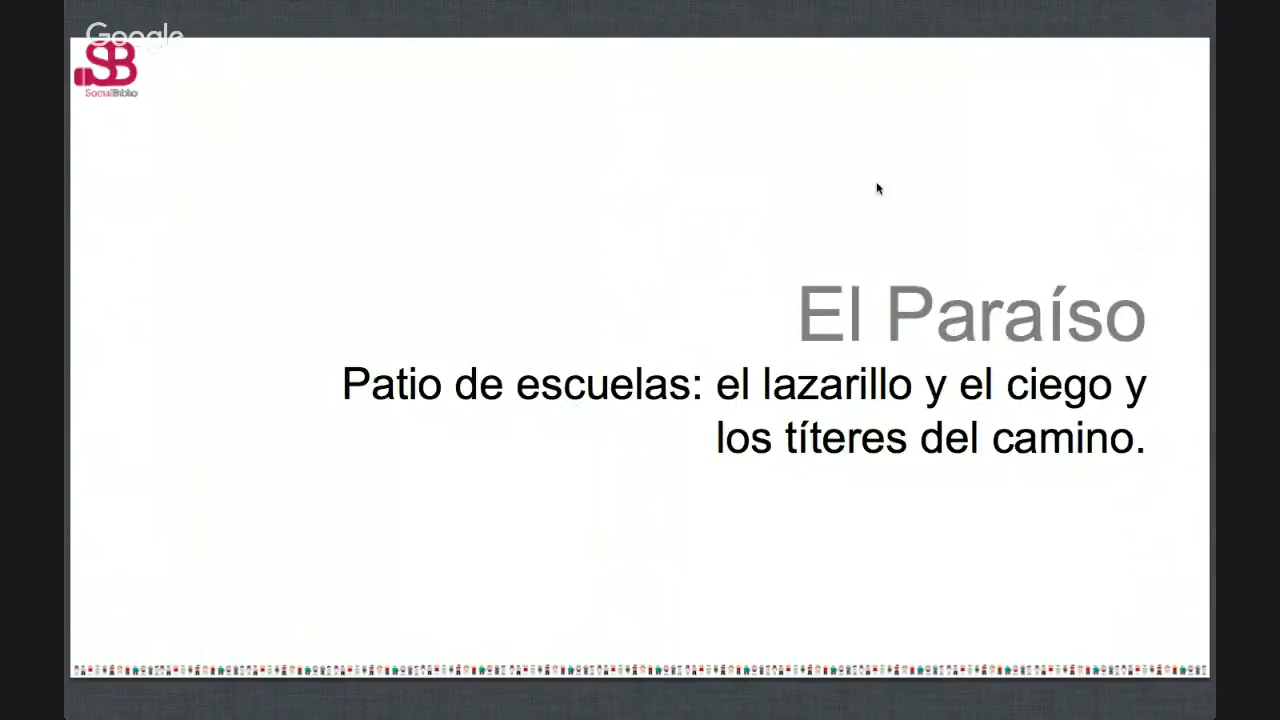 Google
SB
SocialBiblio
El Paraíso
Patio de escuelas: el lazarillo y el ciego y
los títeres del camino.